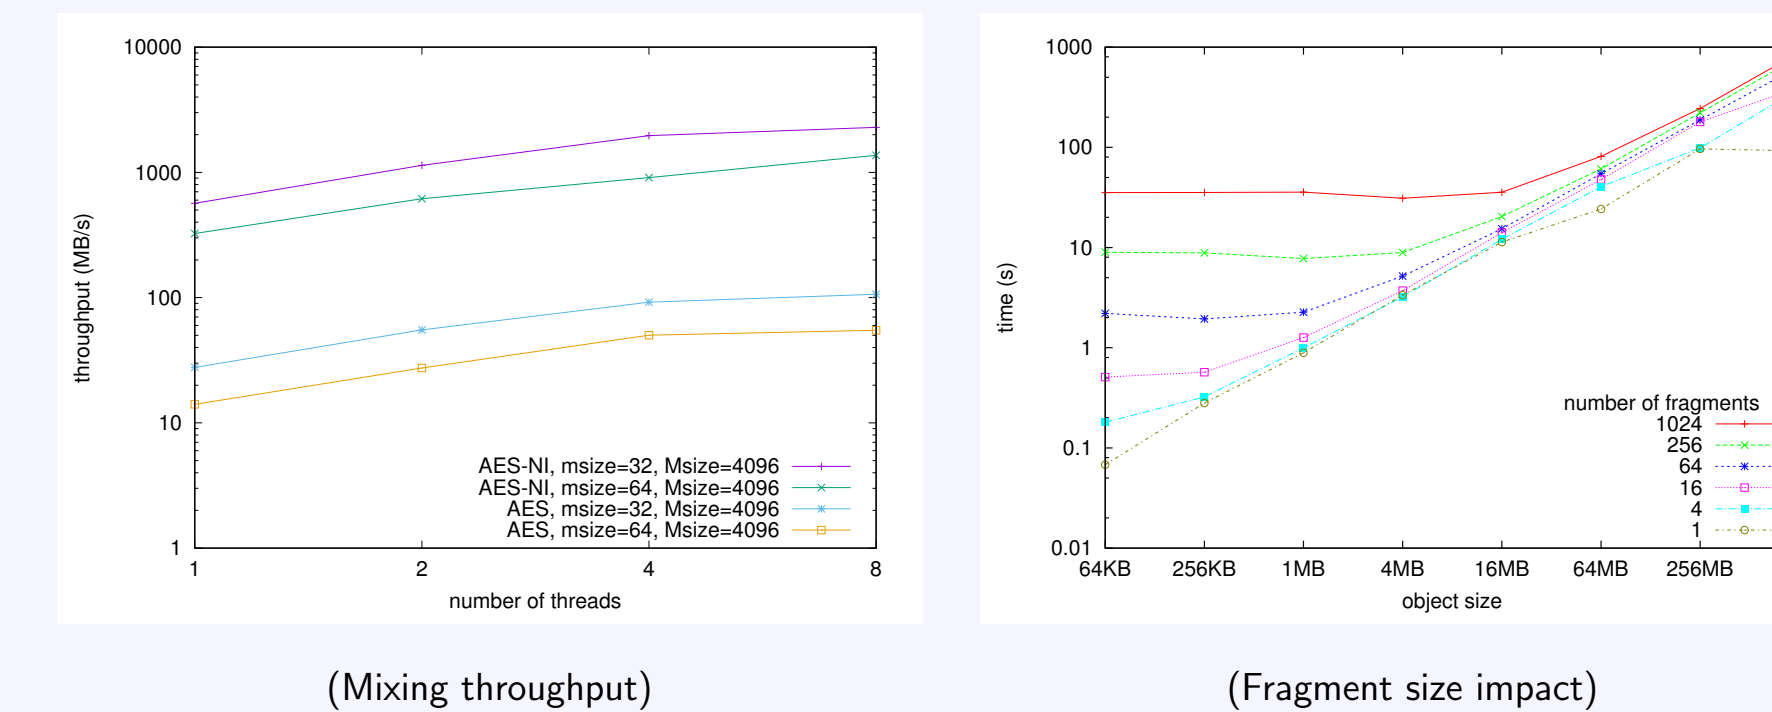 10000
1000
100
10
1
throughput (MB/s)
AES-NI, msize=32, Msize=4096
AES-NI, msize=64, Msize=4096
AES, msize=32, Msize=4096
AES, msize=64, Msize=4096
1 2 4 8
number of threads
(Mixing throughput)
1000
100
10
1
0.1
0.01
time (s)
number of fragments
1024
256
64
16
4
1
64KB 256KB 1MB 4MB 16MB 64MB 256MB
object size
(Fragment size impact)